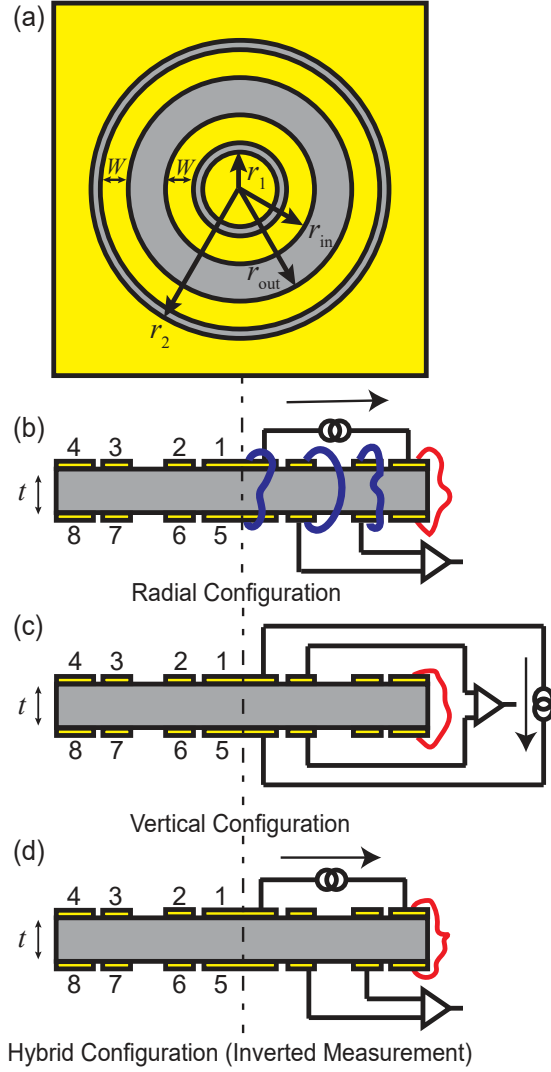 (a)
W W r1
rin
rout
r2
(b)
4 3 2 1
t
8 7 6 5
Radial Configuration
(c)
4 3 2 1
t
8 7 6 5
Vertical Configuration
(d)
4 3 2 1
t
8 7 6 5
Hybrid Configuration (Inverted Measurement)